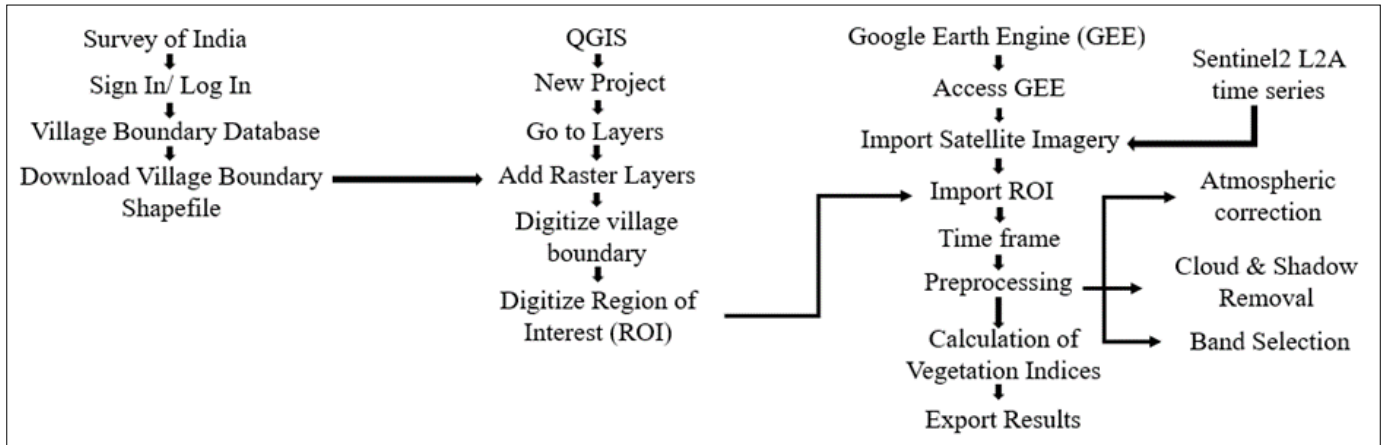 Survey of India
Sign In/ Log In
Village Boundary Database
Download Village Boundary
Shapefile
QGIS
New Project
Go to Layers
Add Raster Layers
Digitize village
boundary
Digitize Region of
Interest (ROI)
Google Earth Engine (GEE)
Access GEE
Import Satellite Imagery
Import ROI
Time frame
Preprocessing
Calculation of
Vegetation Indices
Export Results
Sentinel2 L2A
time series
Atmospheric
correction
Cloud & Shadow
Removal
Band Selection